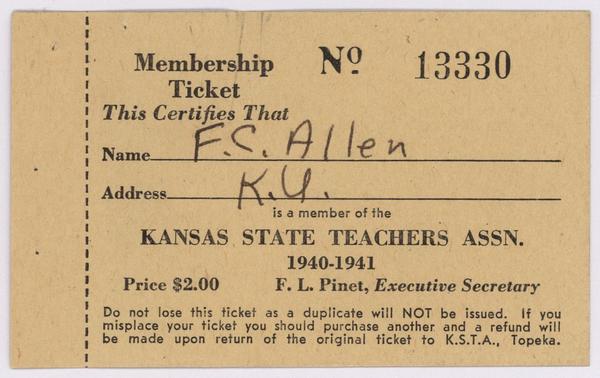 Membership Ticket
Nº 13330
This Certifies That
Name F.C. Allen
Address K.U.
is a member of the
KANSAS STATE TEACHERS ASSN.
1940-1941
Price $2.00 F. L. Pinet, Executive Secretary
Do not lose this ticket as a duplicate will NOT be issued. If you
misplace your ticket you should purchase another and a refund will
be made upon return of the original ticket to K.S.T.A., Topeka.